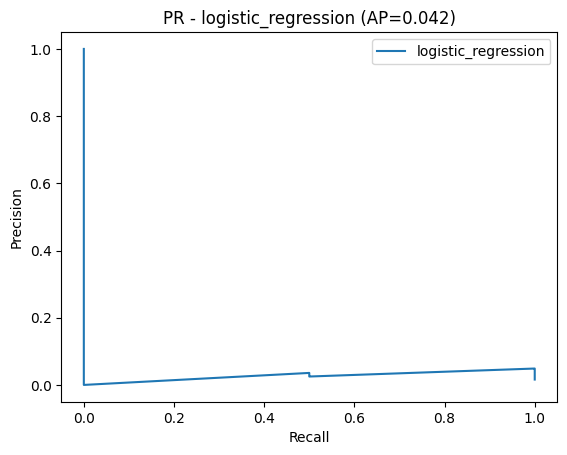 PR - logistic_regression (AP=0.042)
logistic_regression
1.0
0.8
0.6
0.4
0.2
0.0
Precision
0.0 0.2 0.4 0.6 0.8 1.0
Recall